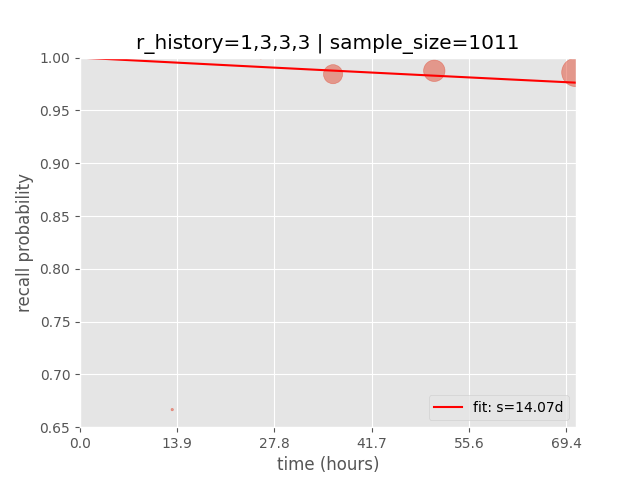 r_history=1,3,3,3 | sample_size=1011
recall probability
1.00
0.95
0.90
0.85
0.80
0.75
0.70
0.65
fit: s=14.07d
0.0 13.9 27.8 41.7 55.6 69.4
time (hours)